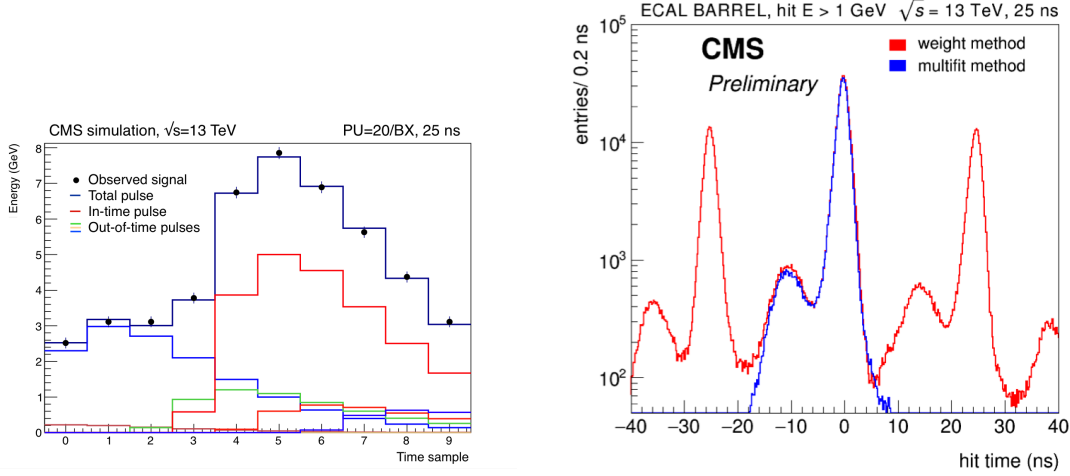 CMS simulation, √s=13 TeV PU=20/BX, 25 ns
Energy (GeV)
8
7
6
5
4
3
2
1
0
Observed signal
Total pulse
In-time pulse
Out-of-time pulses
0 1 2 3 4 5 6 7 8 9
Time sample
ECAL BARREL, hit E > 1 GeV √s = 13 TeV, 25 ns
entries/ 0.2 ns
10⁵
10⁴
10³
10²
CMS
Preliminary
weight method
multifit method
−40 −30 −20 −10 0 10 20 30 40
hit time (ns)